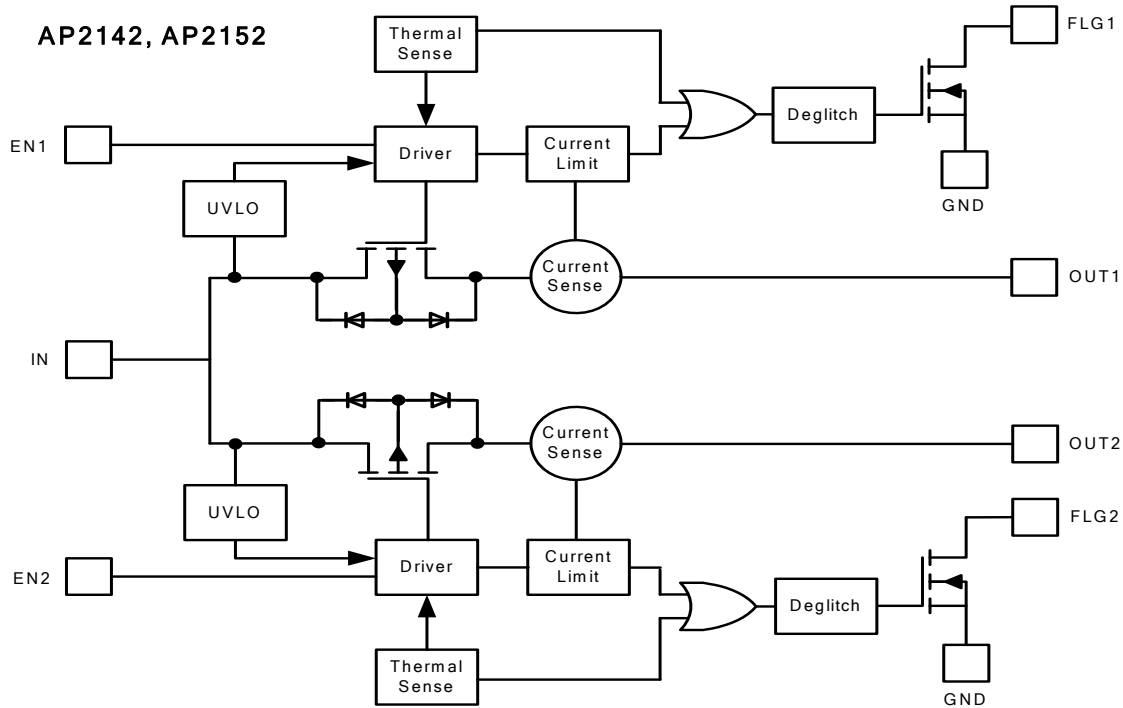 AP2142, AP2152
Thermal
Sense
FLG1
EN1
Driver
Current
Limit
Deglitch
UVLO
GND
Current
Sense
OUT1
IN
Current
Sense
OUT2
UVLO
FLG2
EN2
Driver
Current
Limit
Deglitch
Thermal
Sense
GND